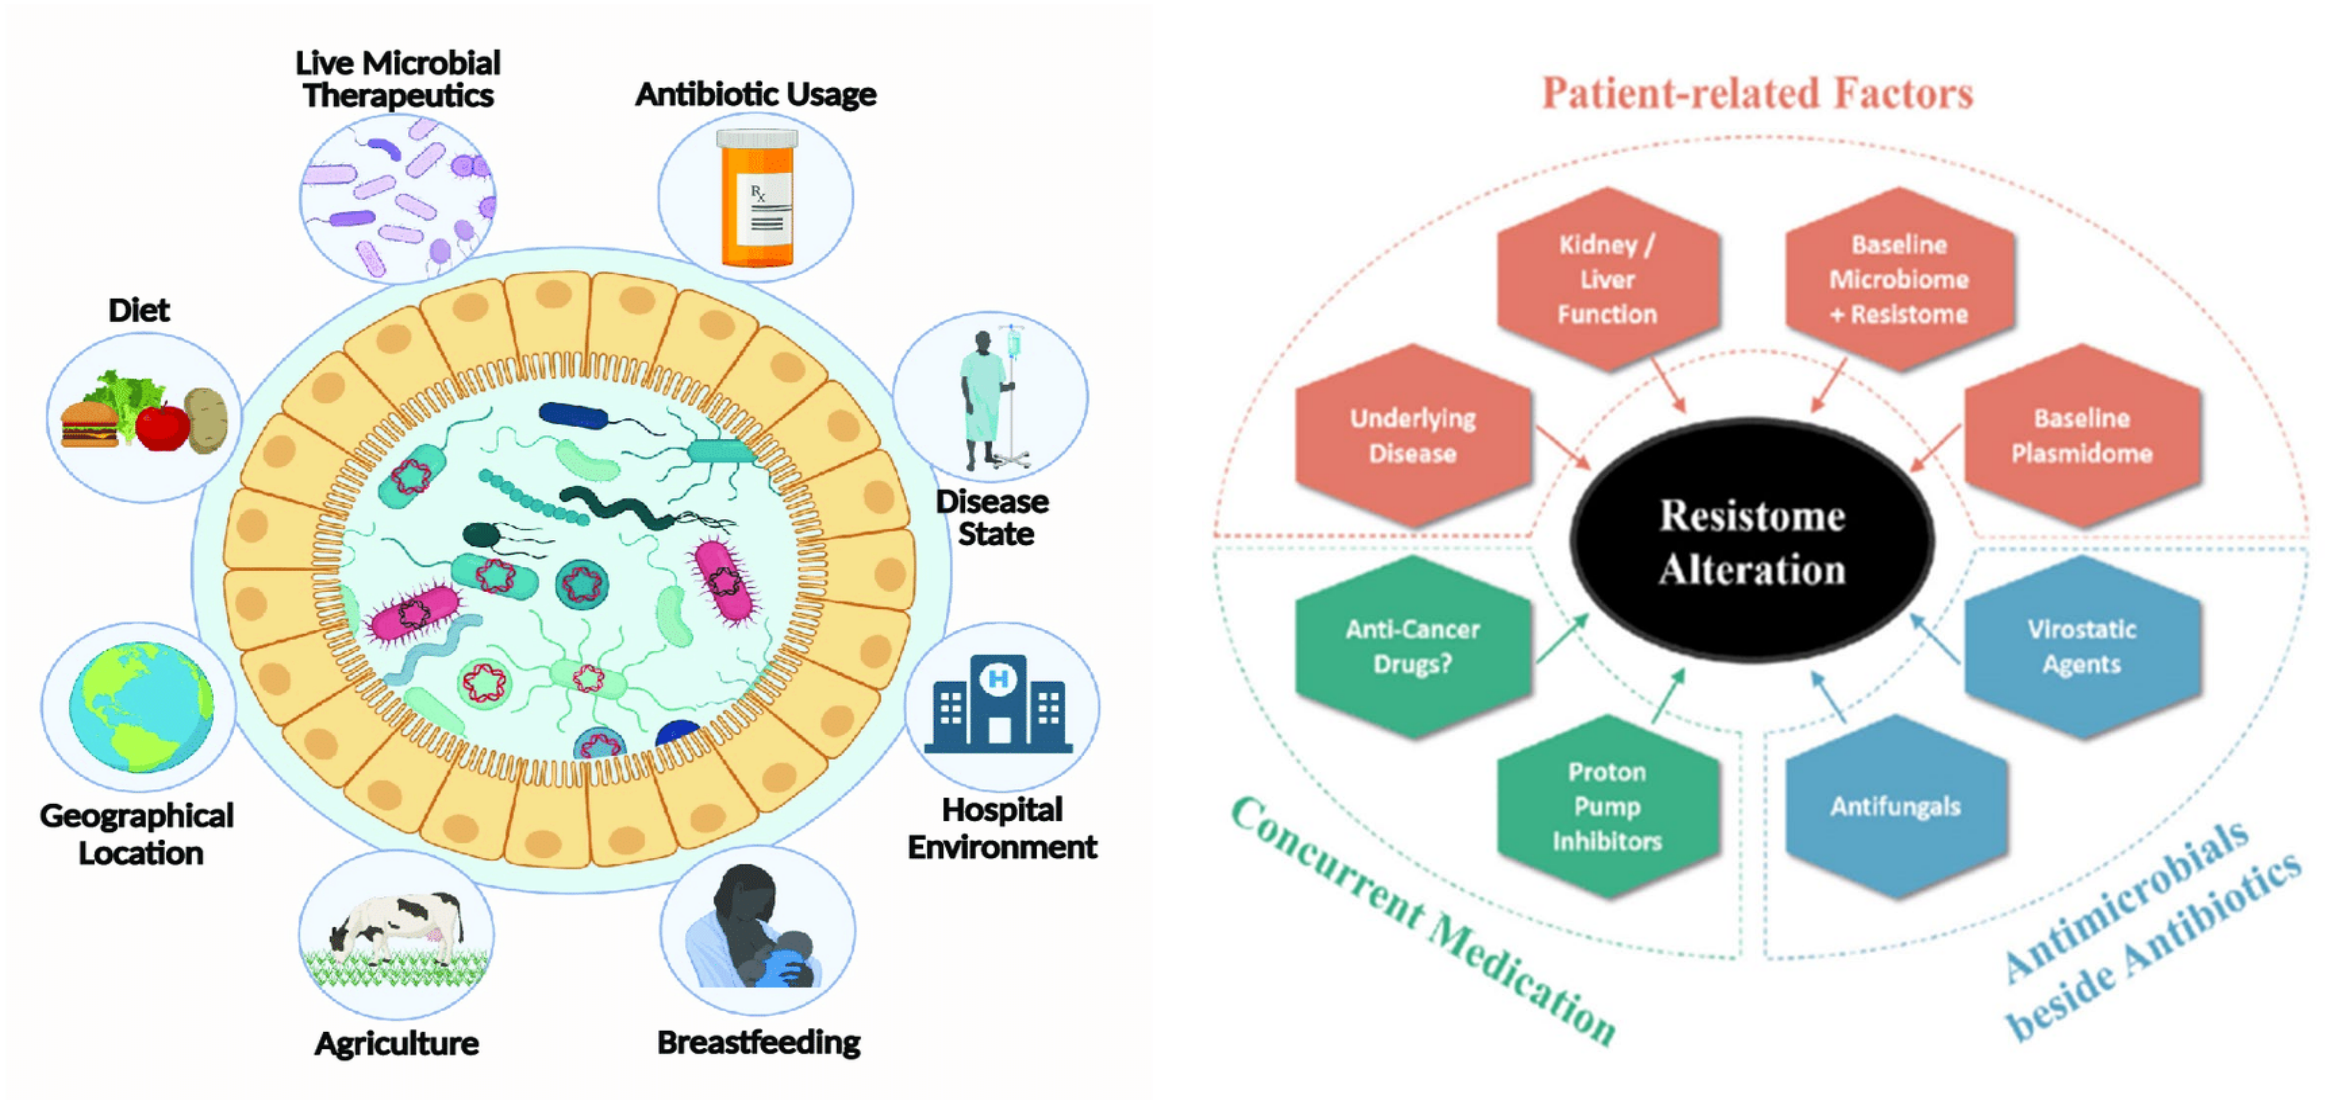 Live Microbial
Therapeutics
Antibiotic Usage
Rx
Diet
Disease
State
H
Hospital
Environment
Geographical
Location
Agriculture
Breastfeeding
Patient-related Factors
Kidney /
Liver
Function
Baseline
Microbiome
+ Resistome
Underlying
Disease
Baseline
Plasmidome
Resistome
Alteration
Anti-Cancer
Drugs?
Virostatic
Agents
Proton
Pump
Inhibitors
Antifungals
Concurrent Medication
Antimicrobials
beside Antibiotics